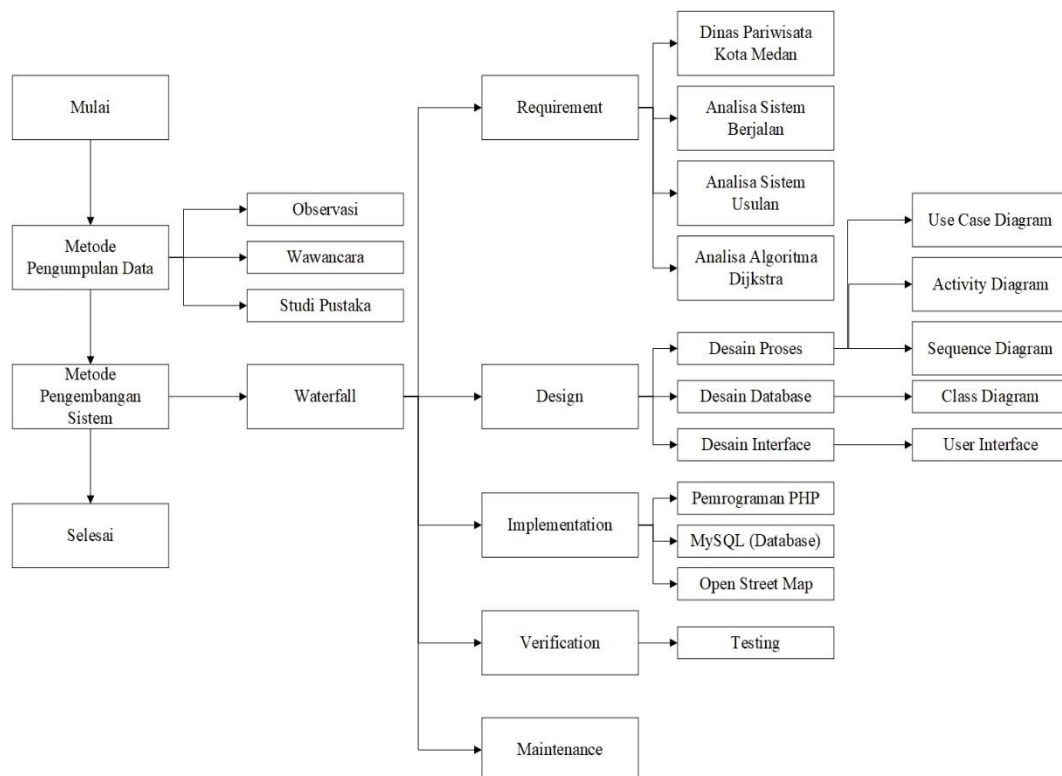 Mulai
Metode
Pengumpulan Data
Metode
Pengembangan
Sistem
Selesai
Observasi
Wawancara
Studi Pustaka
Waterfall
Requirement
Design
Implementation
Verification
Maintenance
Dinas Pariwisata
Kota Medan
Analisa Sistem
Berjalan
Analisa Sistem
Usulan
Analisa Algoritma
Dijkstra
Desain Proses
Desain Database
Desain Interface
Pemrograman PHP
MySQL (Database)
Open Street Map
Testing
Use Case Diagram
Activity Diagram
Sequence Diagram
Class Diagram
User Interface